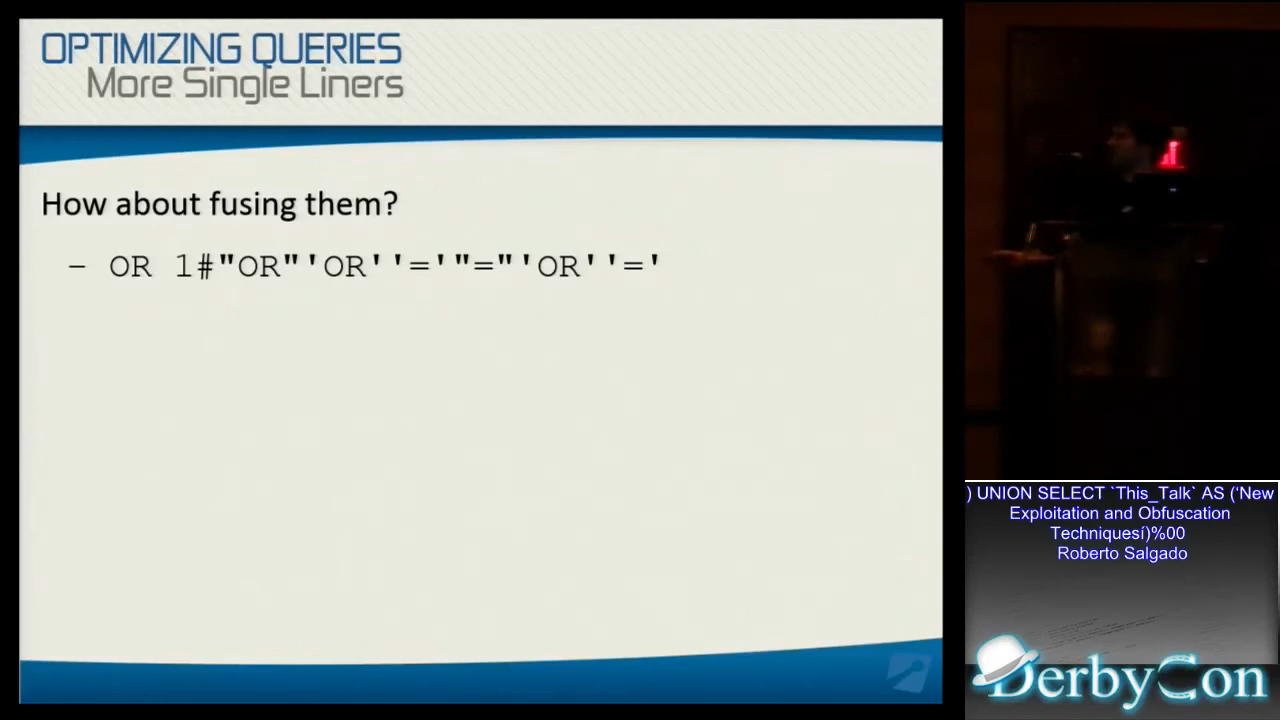 OPTIMIZING QUERIES
More Single Liners
How about fusing them?
– OR 1#"OR"'OR''='"="'OR''='
) UNION SELECT `This_Talk` AS (‘New
Exploitation and Obfuscation
Techniquesí)%00
Roberto Salgado
DerbyCon